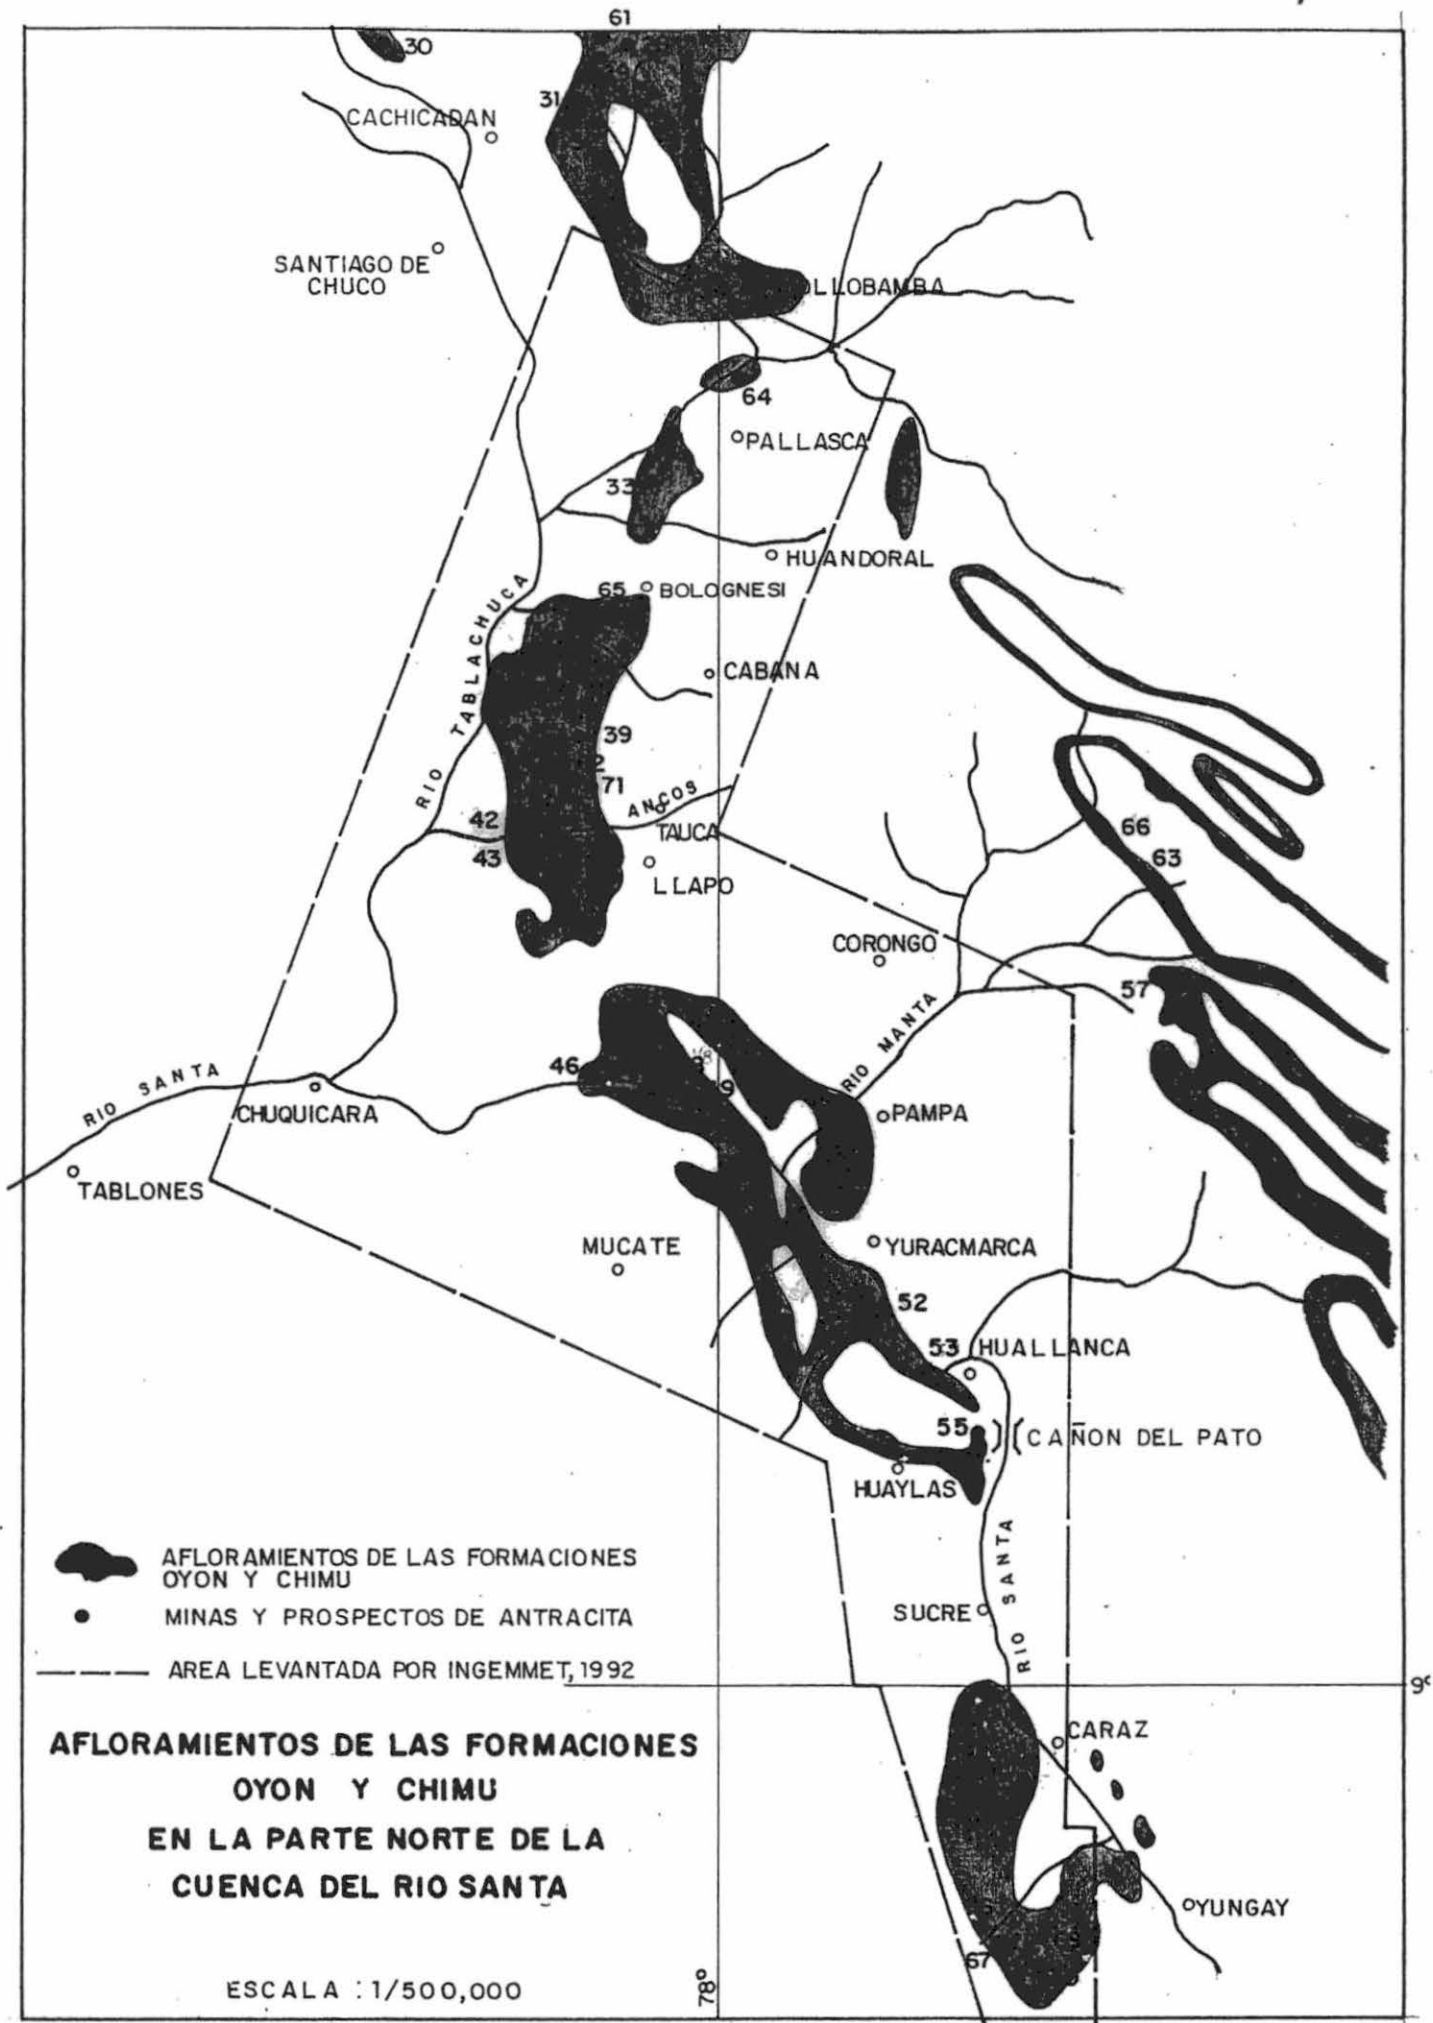 61
30
31
CACHICADAN
SANTIAGO DE
CHUCO
OLLOBAMBA
64
PALLASCA
33
HUANDORAL
65
BOLOGNESI
RIO TABLACHUCA
CABANA
39
71
ANCOS
42
TAUCA
43
LLAPO
66
63
CORONGO
57
RIO MANTA
46
RIO SANTA
CHUQUICARA
PAMPA
TABLONES
MUCATE
YURACMARCA
52
53
HUALLANCA
55
CAÑON DEL PATO
HUAYLAS
RIO SANTA
SUCRE
AFLORAMIENTOS DE LAS FORMACIONES
OYON Y CHIMU
MINAS Y PROSPECTOS DE ANTRACITA
AREA LEVANTADA POR INGEMMET, 1992
9°
CARAZ
YUNGAY
67
AFLORAMIENTOS DE LAS FORMACIONES
OYON Y CHIMU
EN LA PARTE NORTE DE LA
CUENCA DEL RIO SANTA
ESCALA : 1/500,000
78°